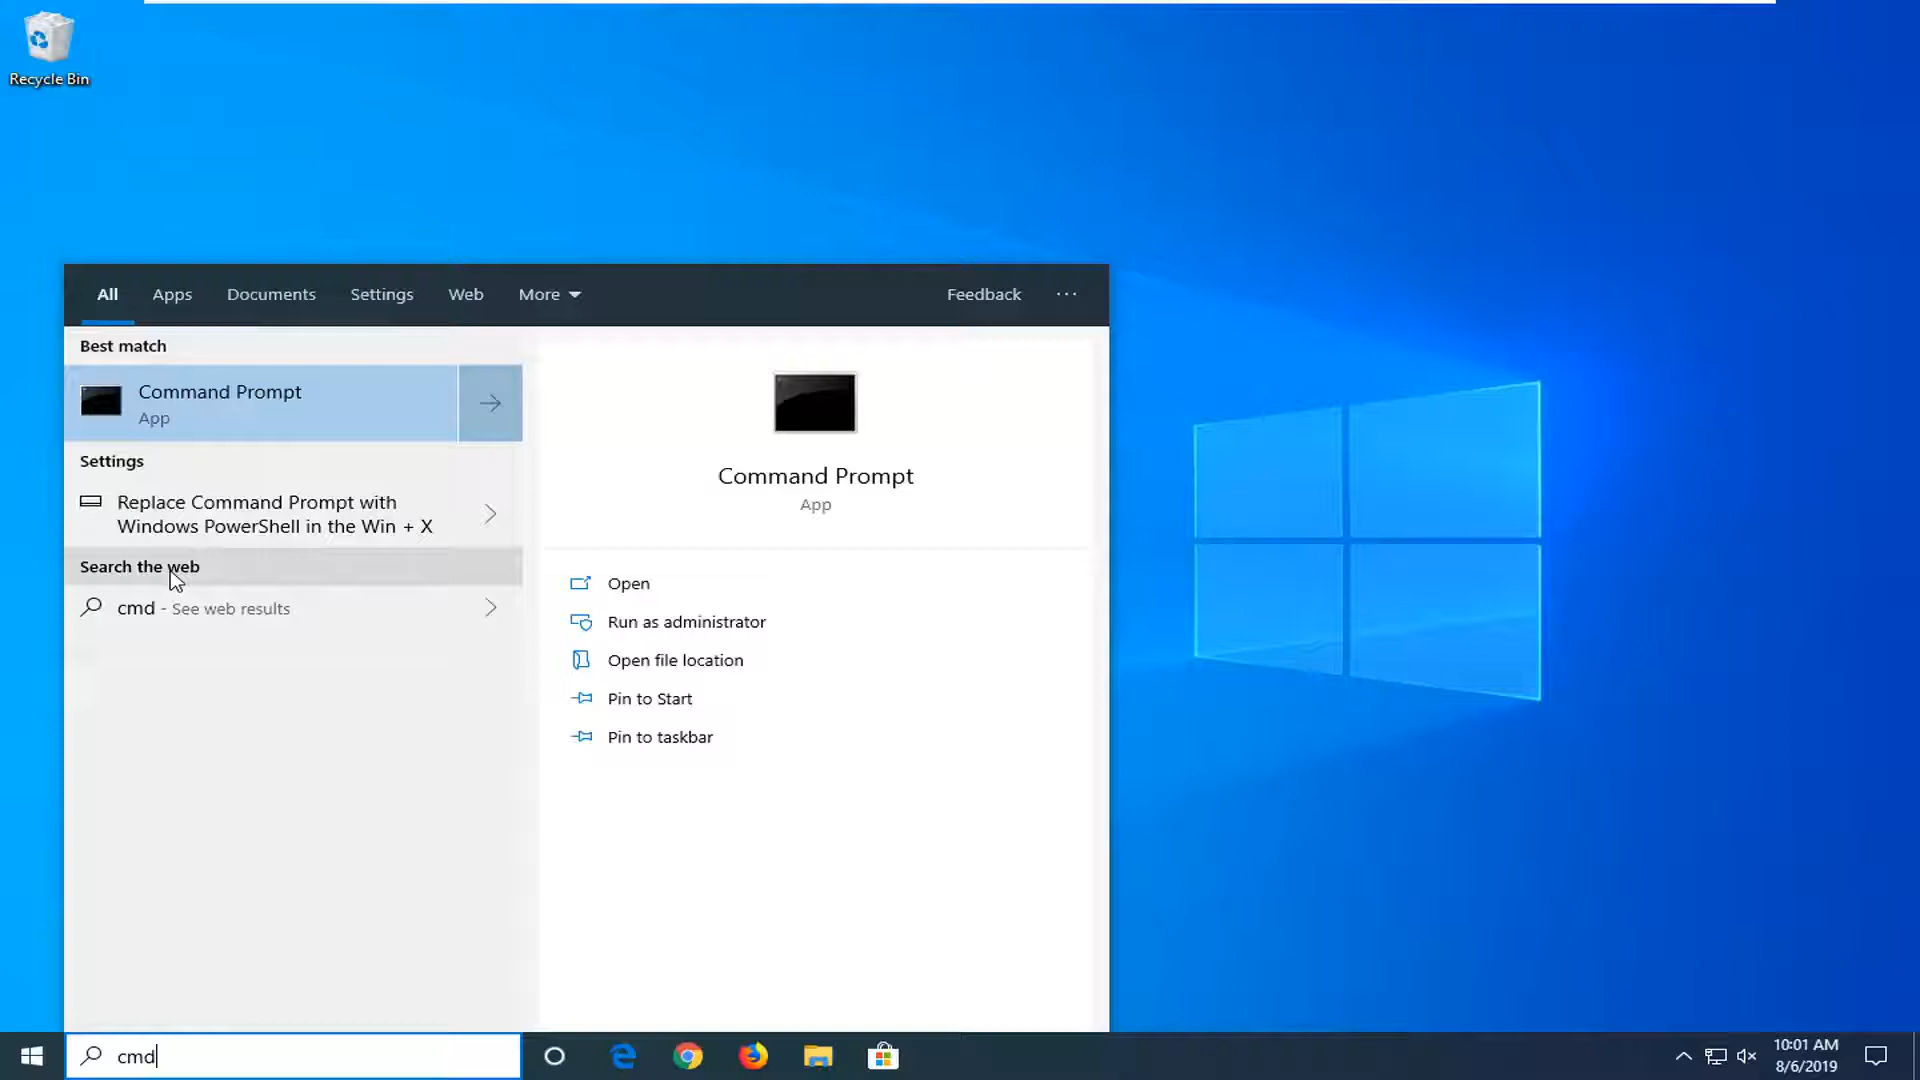 Recycle Bin
All Apps Documents Settings Web More Feedback ...
Best match
Command Prompt
App
Settings
Replace Command Prompt with
Windows PowerShell in the Win + X
Search the web
cmd - See web results
Command Prompt
App
Open
Run as administrator
Open file location
Pin to Start
Pin to taskbar
cmd
10:01 AM
8/6/2019